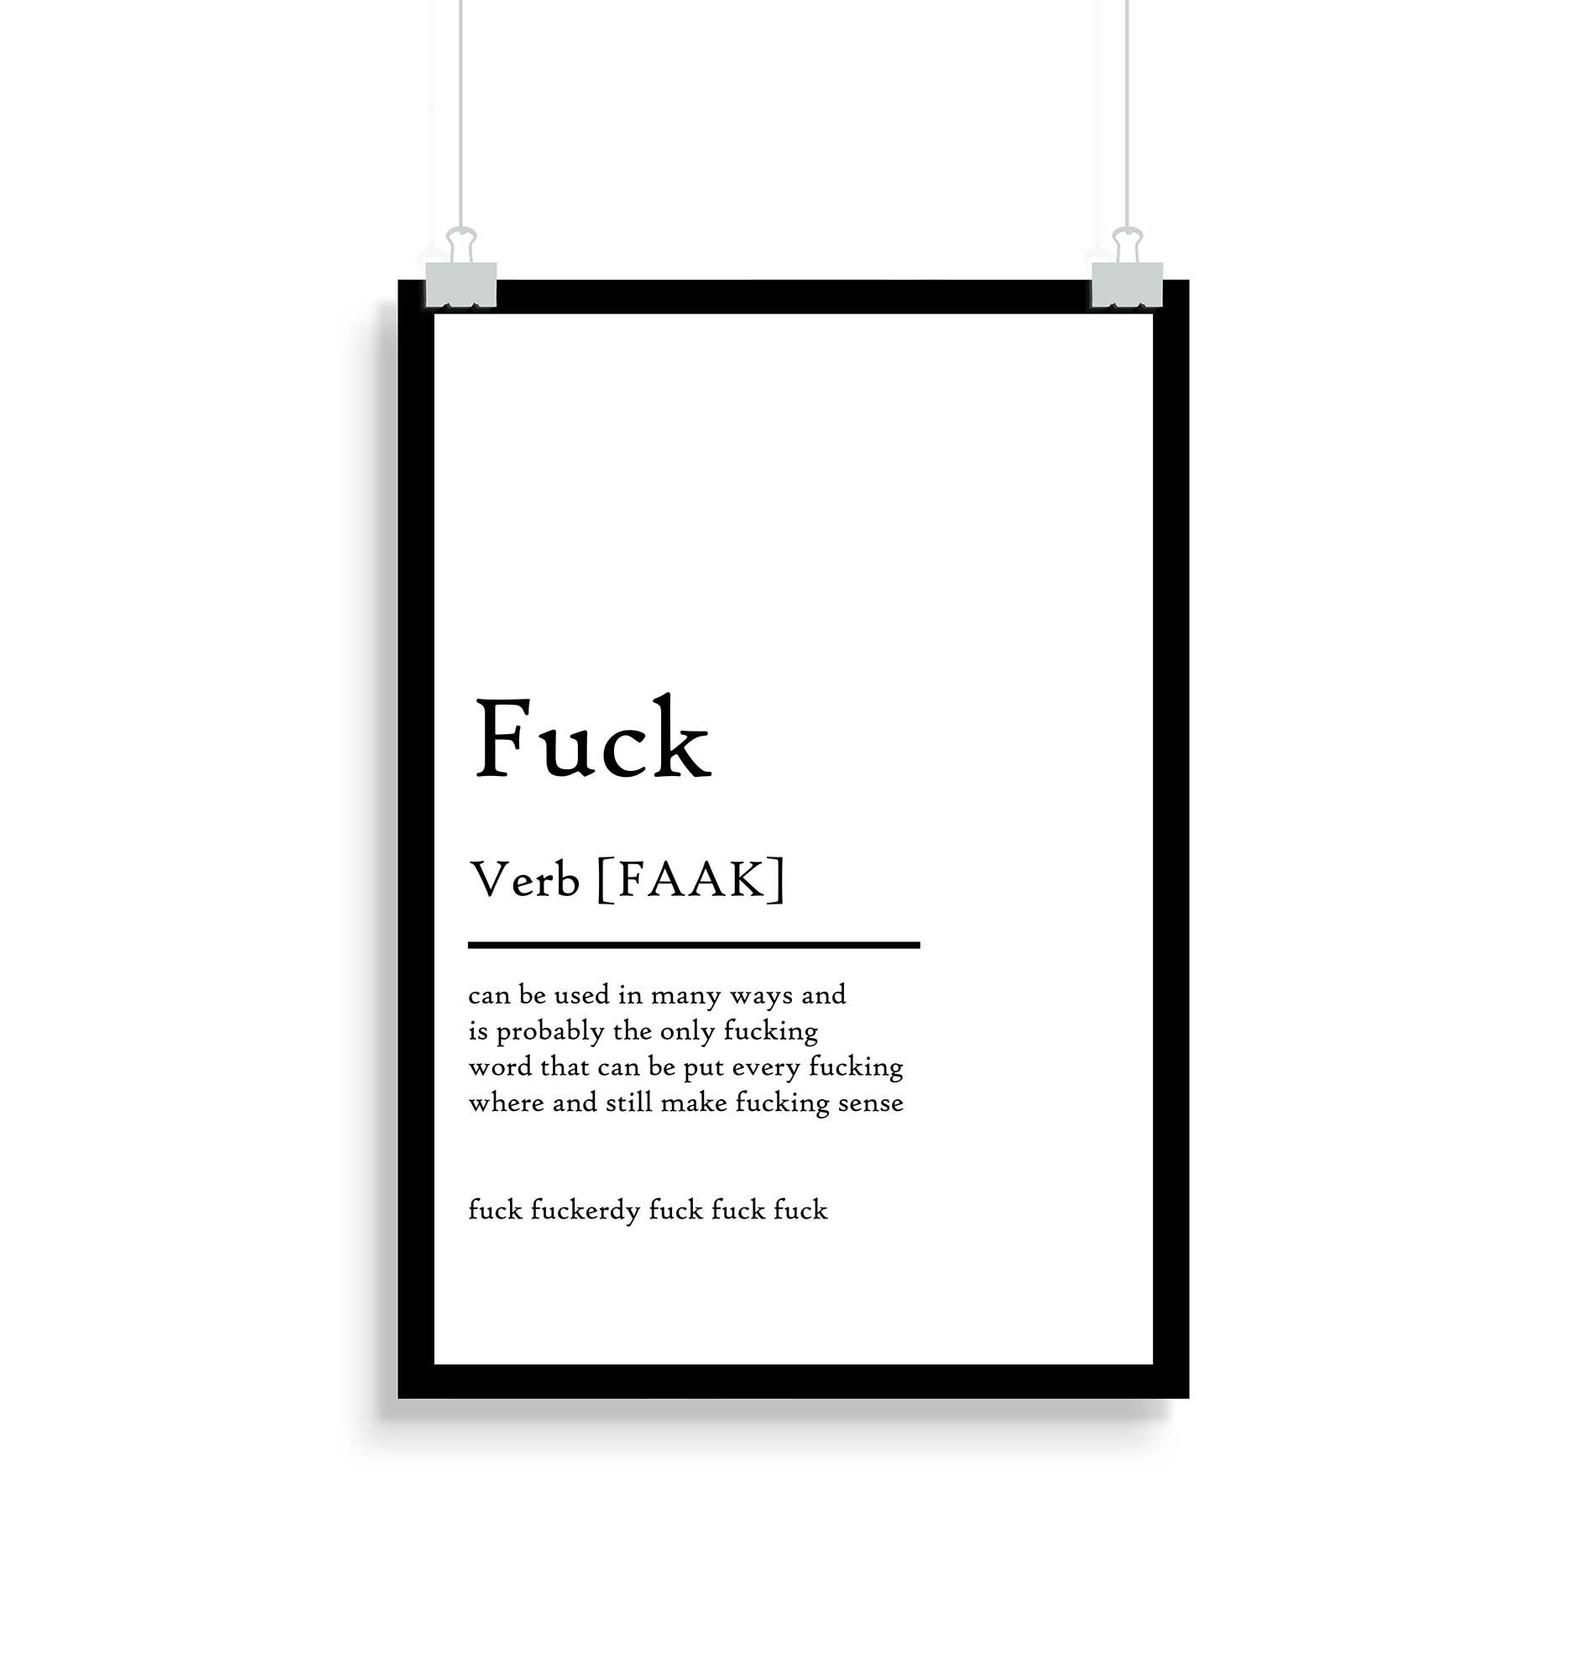 Fuck
Verb [FAAK]
can be used in many ways and
is probably the only fucking
word that can be put every fucking
where and still make fucking sense
fuck fuckerdy fuck fuck fuck